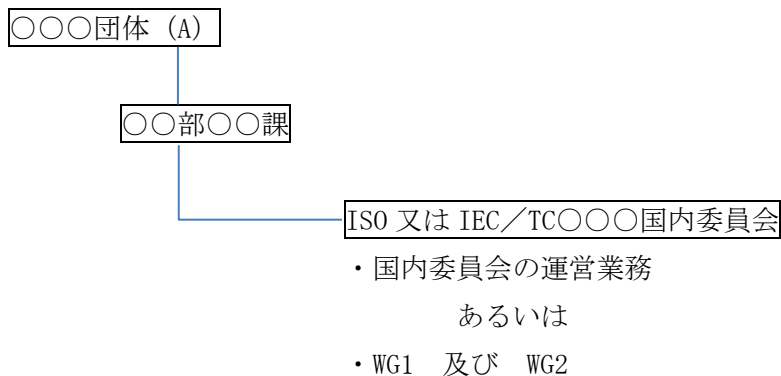 ○○○団体（A）
○○部○○課
ISO 又は IEC／TC○○○国内委員会
・国内委員会の運営業務
あるいは
・WG1　及び　WG2